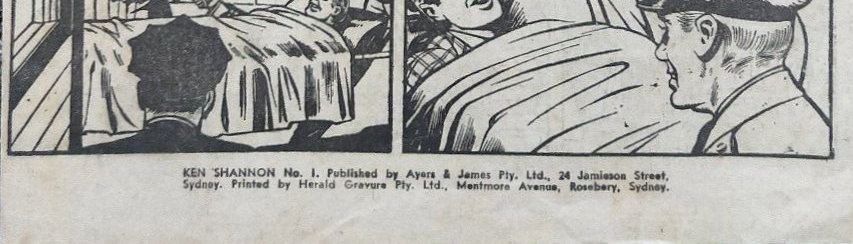 KEN SHANNON No. 1. Published by Ayers & James Pty. Ltd., 24 Jamieson Street,
Sydney. Printed by Herald Gravure Pty. Ltd., Mentmore Avenue, Rosebery, Sydney.